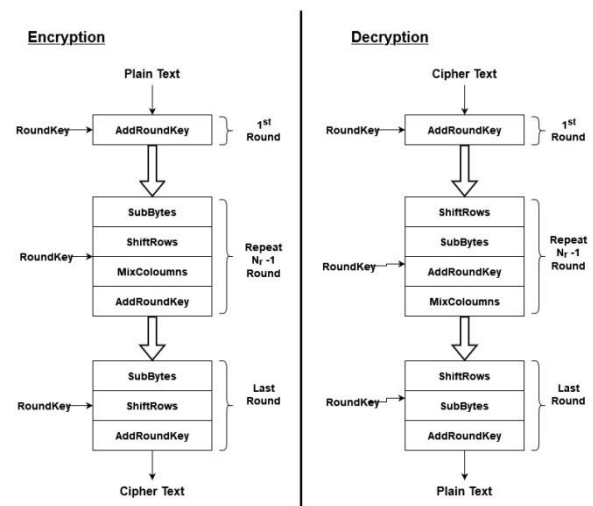 Encryption
Plain Text
RoundKey
AddRoundKey
1st
Round
SubBytes
ShiftRows
RoundKey
MixColoumns
AddRoundKey
Repeat
Nr -1
Round
SubBytes
RoundKey
ShiftRows
AddRoundKey
Last
Round
Cipher Text
Decryption
Cipher Text
RoundKey
AddRoundKey
1st
Round
ShiftRows
SubBytes
RoundKey
AddRoundKey
MixColoumns
Repeat
Nr -1
Round
ShiftRows
RoundKey
SubBytes
AddRoundKey
Last
Round
Plain Text